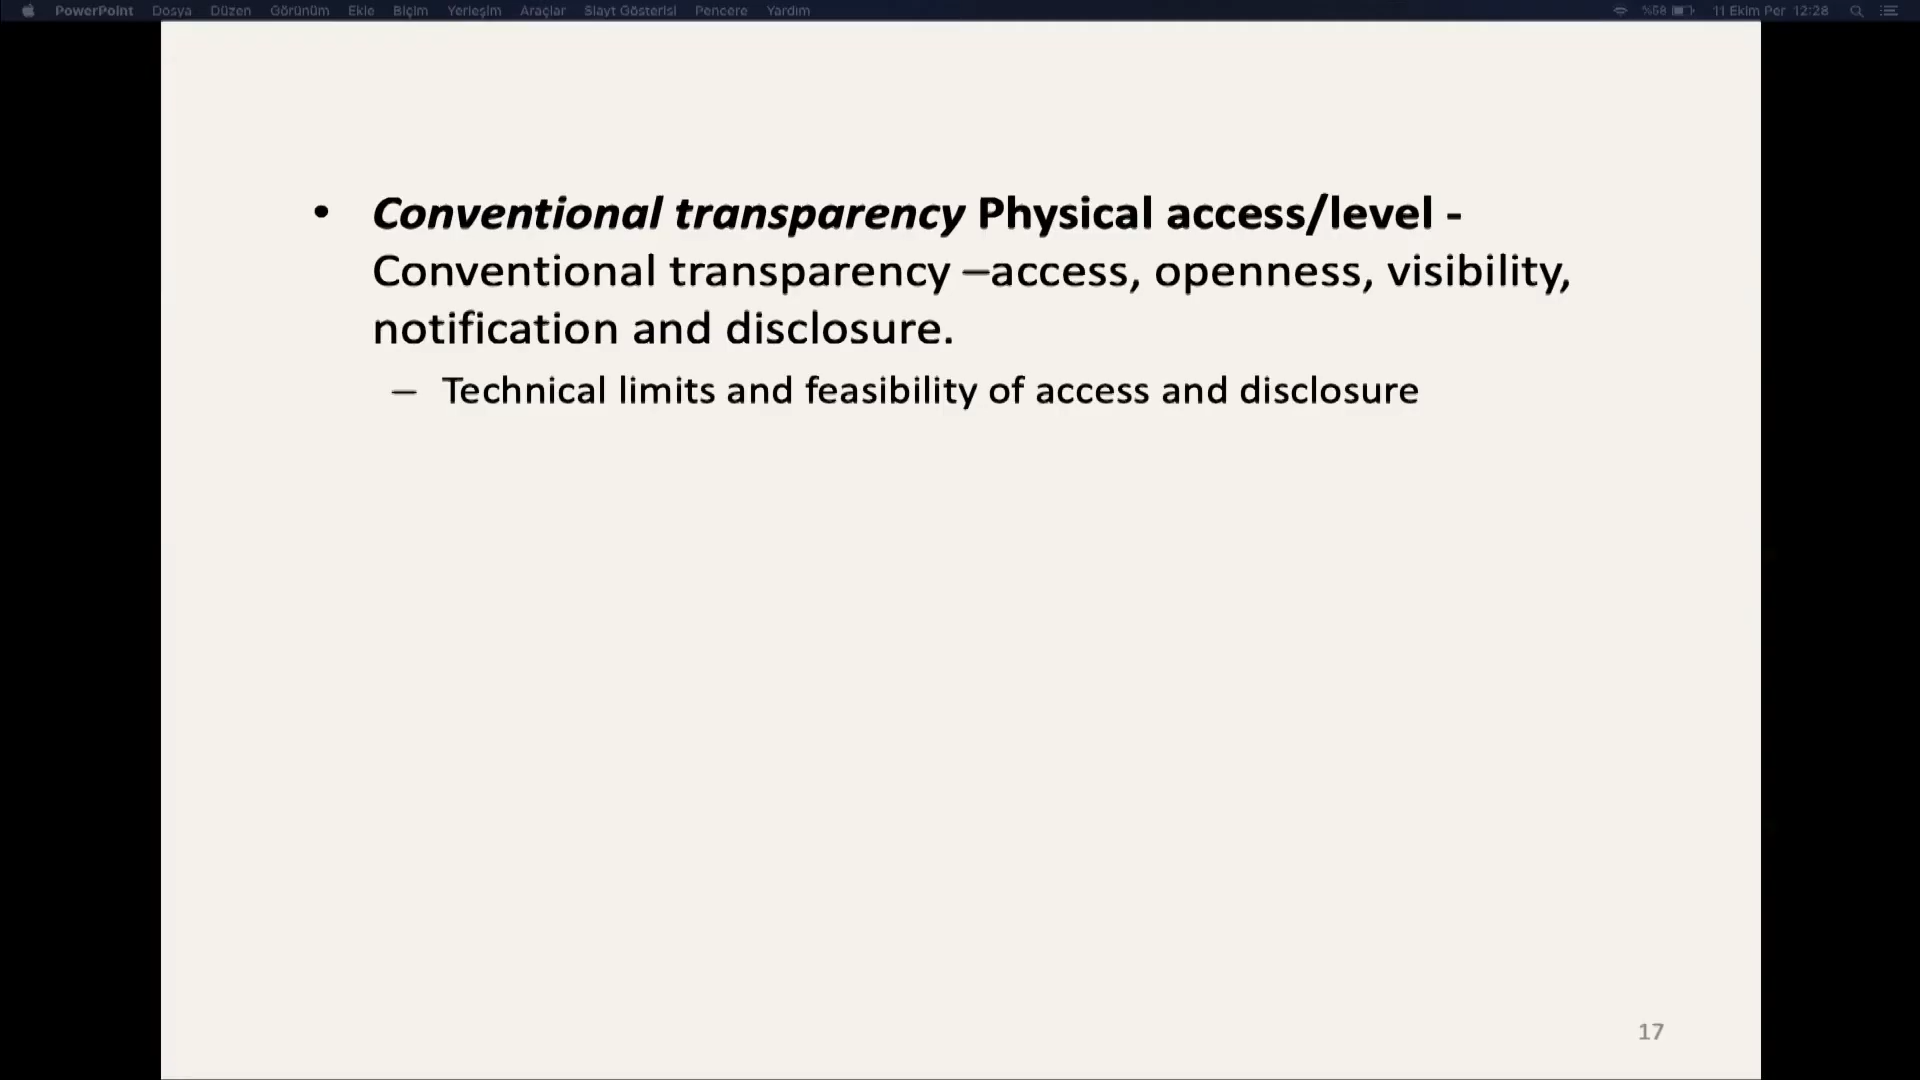 PowerPoint Dosya Düzen Görünüm Ekle Biçim Yerleşim Araçlar Slayt Gösterisi Pencere Yardım %58 11 Ekim Per 12:28
• Conventional transparency Physical access/level -
Conventional transparency –access, openness, visibility,
notification and disclosure.
– Technical limits and feasibility of access and disclosure
17